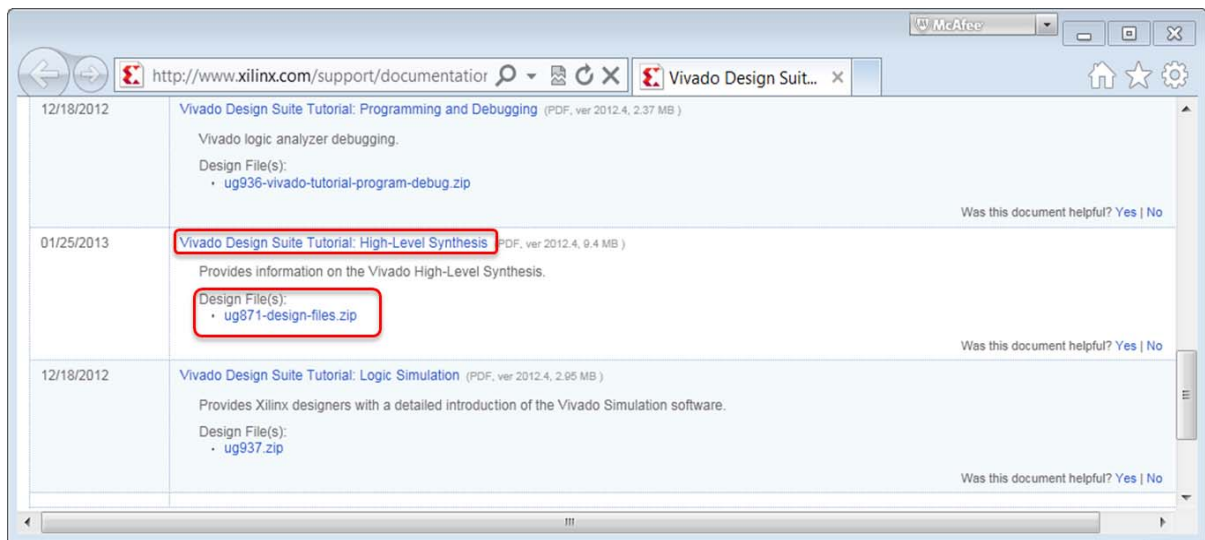 McAfee
http://www.xilinx.com/support/documentation
Vivado Design Suit...
12/18/2012
Vivado Design Suite Tutorial: Programming and Debugging (PDF, ver 2012.4, 2.37 MB )
Vivado logic analyzer debugging.
Design File(s):
· ug936-vivado-tutorial-program-debug.zip
Was this document helpful? Yes | No
01/25/2013
Vivado Design Suite Tutorial: High-Level Synthesis PDF, ver 2012.4, 9.4 MB )
Provides information on the Vivado High-Level Synthesis.
Design File(s):
· ug871-design-files.zip
Was this document helpful? Yes | No
12/18/2012
Vivado Design Suite Tutorial: Logic Simulation (PDF, ver 2012.4, 2.95 MB )
Provides Xilinx designers with a detailed introduction of the Vivado Simulation software.
Design File(s):
· ug937.zip
Was this document helpful? Yes | No